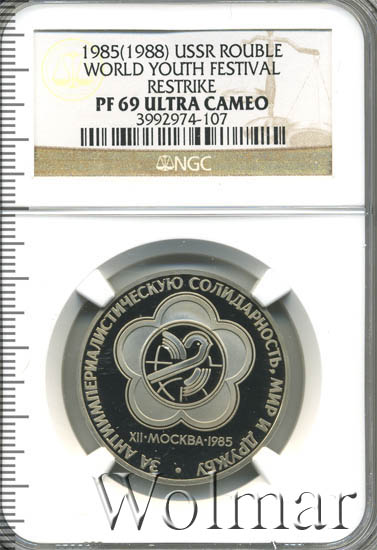 1985(1988) USSR ROUBLE
WORLD YOUTH FESTIVAL
RESTRIKE
PF 69 ULTRA CAMEO
3992974-107
NGC
ЗА АНТИИМПЕРИАЛИСТИЧЕСКУЮ СОЛИДАРНОСТЬ, МИР И ДРУЖБУ
XII·МОСКВА·1985
Wolmar